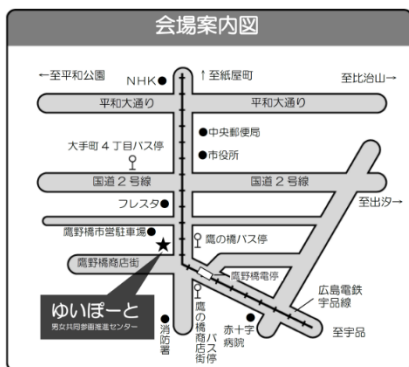 会場案内図
←至平和公園
NHK
↑至紙屋町
至比治山→
平和大通り
平和大通り
中央郵便局
大手町4丁目バス停
市役所
国道2号線
国道2号線
フレスタ
至出汐→
鷹野橋市営駐車場
鷹の橋バス停
鷹野橋商店街
鷹野橋電停
広島電鉄
宇品線
ゆいぽーと
男女共同参画推進センター
消防署
鷹の橋
商店街
バス停
赤十字
病院
至宇品